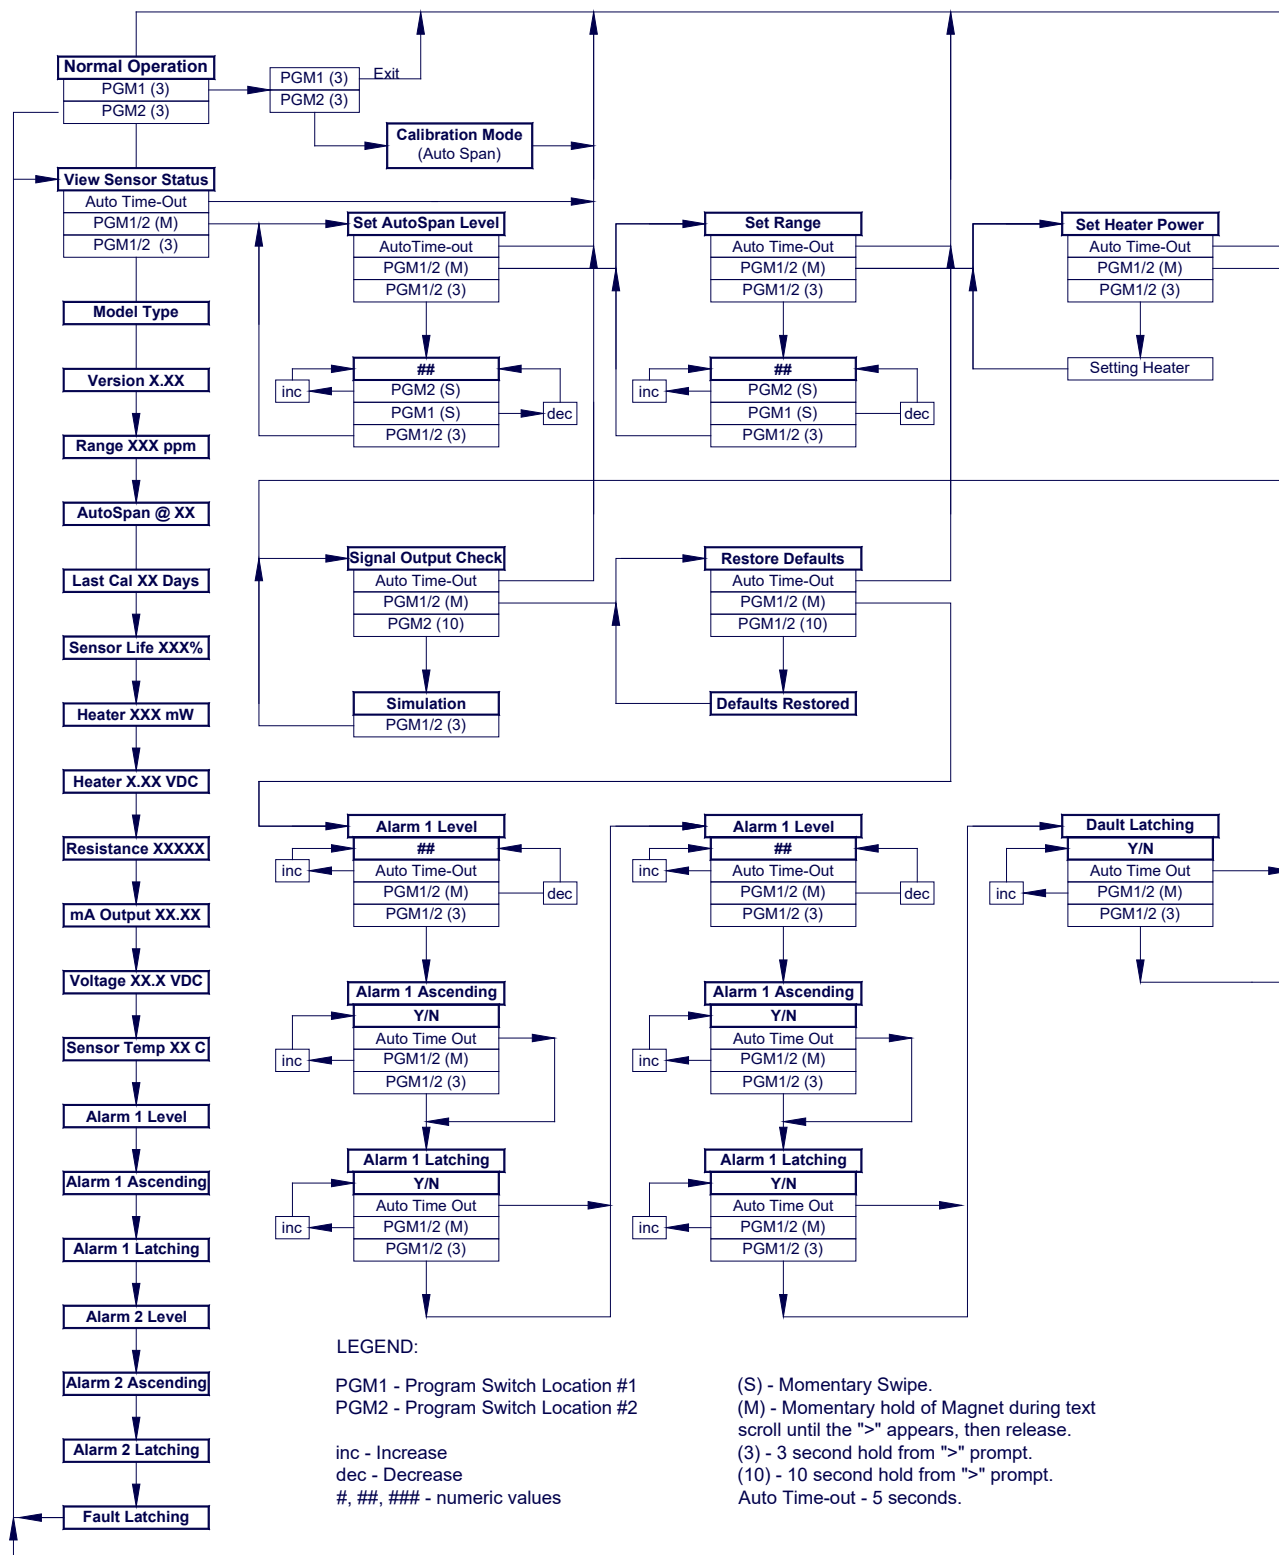 Normal Operation
PGM1 (3)
PGM2 (3)
PGM1 (3)
PGM2 (3)
Exit
Calibration Mode
(Auto Span)
View Sensor Status
Auto Time-Out
PGM1/2 (M)
PGM1/2 (3)
Set AutoSpan Level
AutoTime-out
PGM1/2 (M)
PGM1/2 (3)
##
PGM2 (S)
PGM1 (S)
PGM1/2 (3)
inc
dec
Set Range
Auto Time-Out
PGM1/2 (M)
PGM1/2 (3)
##
PGM2 (S)
PGM1 (S)
PGM1/2 (3)
inc
dec
Set Heater Power
Auto Time-Out
PGM1/2 (M)
PGM1/2 (3)
Setting Heater
Model Type
Version X.XX
Range XXX ppm
AutoSpan @ XX
Last Cal XX Days
Sensor Life XXX%
Heater XXX mW
Heater X.XX VDC
Resistance XXXXX
mA Output XX.XX
Voltage XX.X VDC
Sensor Temp XX C
Alarm 1 Level
Alarm 1 Ascending
Alarm 1 Latching
Alarm 2 Level
Alarm 2 Ascending
Alarm 2 Latching
Fault Latching
Signal Output Check
Auto Time-Out
PGM1/2 (M)
PGM2 (10)
Simulation
PGM1/2 (3)
Restore Defaults
Auto Time-Out
PGM1/2 (M)
PGM1/2 (10)
Defaults Restored
Alarm 1 Level
##
Auto Time-Out
PGM1/2 (M)
PGM1/2 (3)
inc
dec
Alarm 1 Ascending
Y/N
Auto Time Out
PGM1/2 (M)
PGM1/2 (3)
inc
Alarm 1 Latching
Y/N
Auto Time Out
PGM1/2 (M)
PGM1/2 (3)
inc
Alarm 1 Level
##
Auto Time-Out
PGM1/2 (M)
PGM1/2 (3)
inc
dec
Alarm 1 Ascending
Y/N
Auto Time Out
PGM1/2 (M)
PGM1/2 (3)
inc
Alarm 1 Latching
Y/N
Auto Time Out
PGM1/2 (M)
PGM1/2 (3)
inc
Dault Latching
Y/N
Auto Time Out
PGM1/2 (M)
PGM1/2 (3)
inc
LEGEND:
PGM1 - Program Switch Location #1
PGM2 - Program Switch Location #2
inc - Increase
dec - Decrease
#, ##, ### - numeric values
(S) - Momentary Swipe.
(M) - Momentary hold of Magnet during text
scroll until the ">" appears, then release.
(3) - 3 second hold from ">" prompt.
(10) - 10 second hold from ">" prompt.
Auto Time-out - 5 seconds.